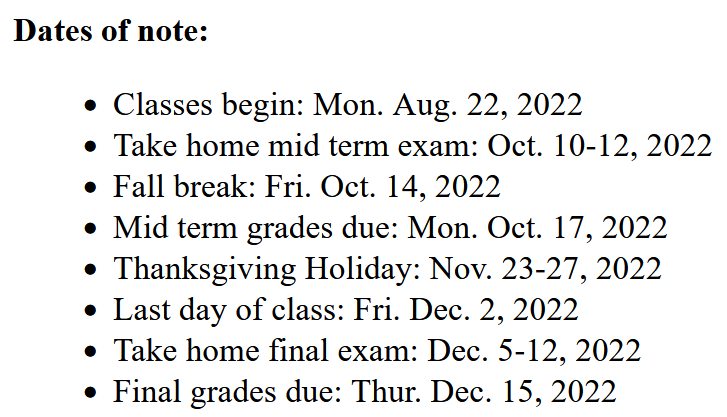 Dates of note:
• Classes begin: Mon. Aug. 22, 2022
• Take home mid term exam: Oct. 10-12, 2022
• Fall break: Fri. Oct. 14, 2022
• Mid term grades due: Mon. Oct. 17, 2022
• Thanksgiving Holiday: Nov. 23-27, 2022
• Last day of class: Fri. Dec. 2, 2022
• Take home final exam: Dec. 5-12, 2022
• Final grades due: Thur. Dec. 15, 2022